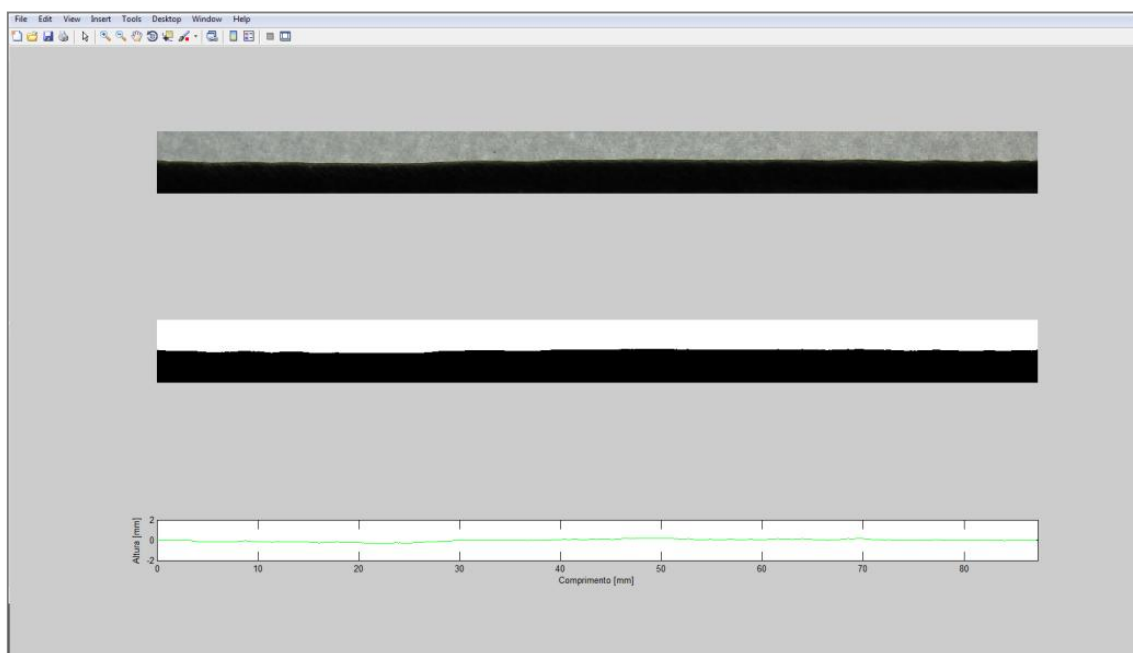 File Edit View Insert Tools Desktop Window Help
Altura [mm]
2
0
-2
0 10 20 30 40 50 60 70 80
Comprimento [mm]